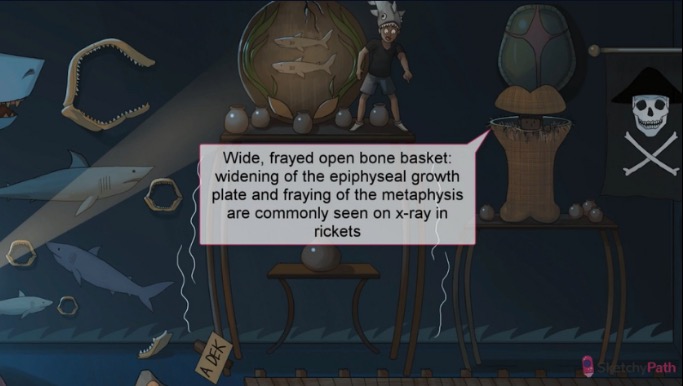 Wide, frayed open bone basket:
widening of the epiphyseal growth
plate and fraying of the metaphysis
are commonly seen on x-ray in
rickets
A DEK
SketchyPath